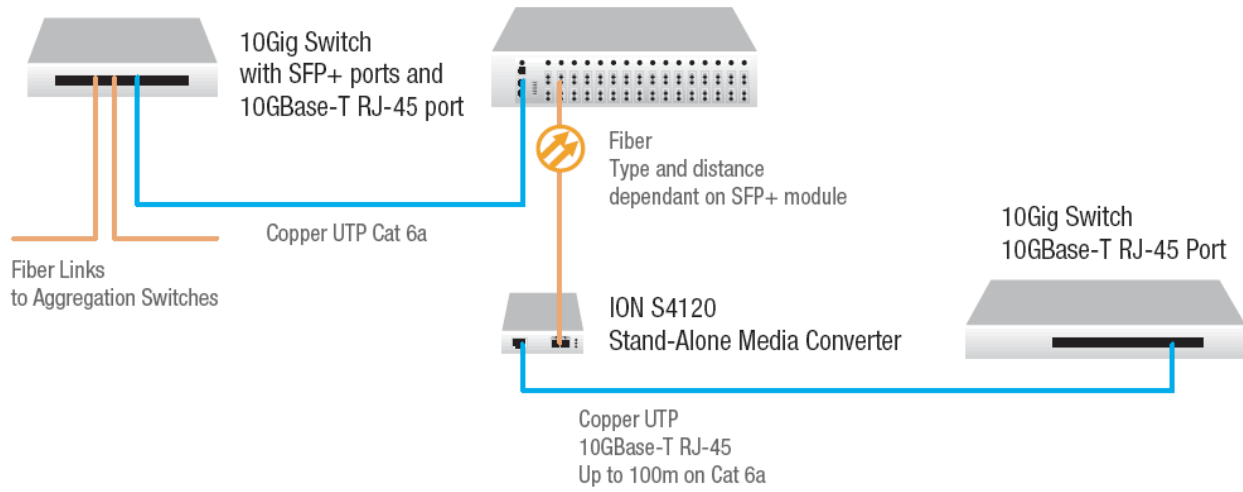 10Gig Switch
with SFP+ ports and
10GBase-T RJ-45 port
Fiber
Type and distance
dependant on SFP+ module
Copper UTP Cat 6a
Fiber Links
to Aggregation Switches
10Gig Switch
10GBase-T RJ-45 Port
ION S4120
Stand-Alone Media Converter
Copper UTP
10GBase-T RJ-45
Up to 100m on Cat 6a